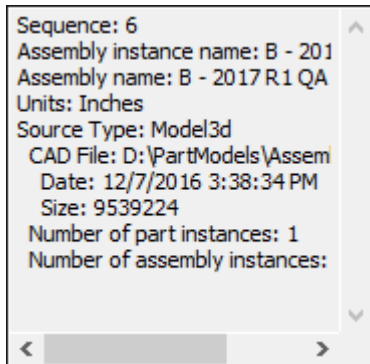 Sequence: 6
Assembly instance name: B - 201
Assembly name: B - 2017 R1 QA
Units: Inches
Source Type: Model3d
CAD File: D:\PartModels\Assem
Date: 12/7/2016 3:38:34 PM
Size: 9539224
Number of part instances: 1
Number of assembly instances: